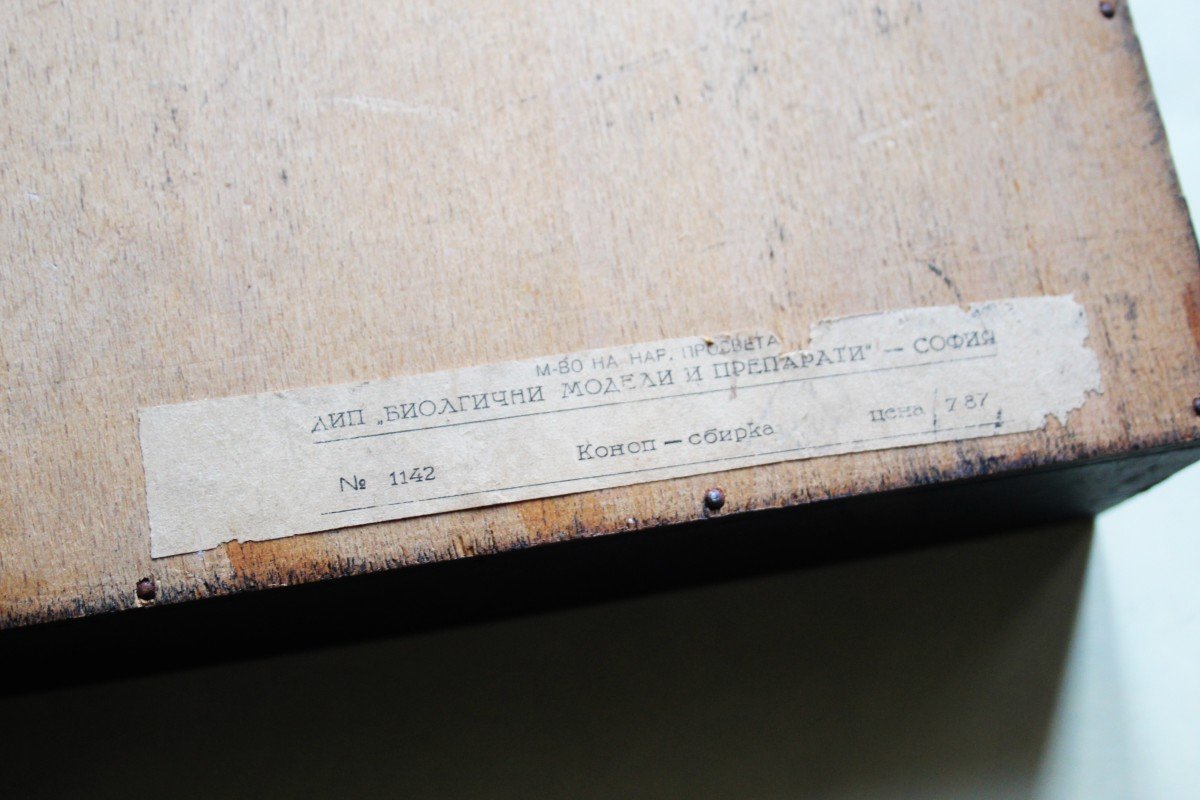 М-ВО НА НАР. ПРОСВЕТА
ДИП „БИОЛГИЧНИ МОДЕЛИ И ПРЕПАРАТИ“ — СОФИЯ
№ 1142 Коноп — сбирка цена 7 87